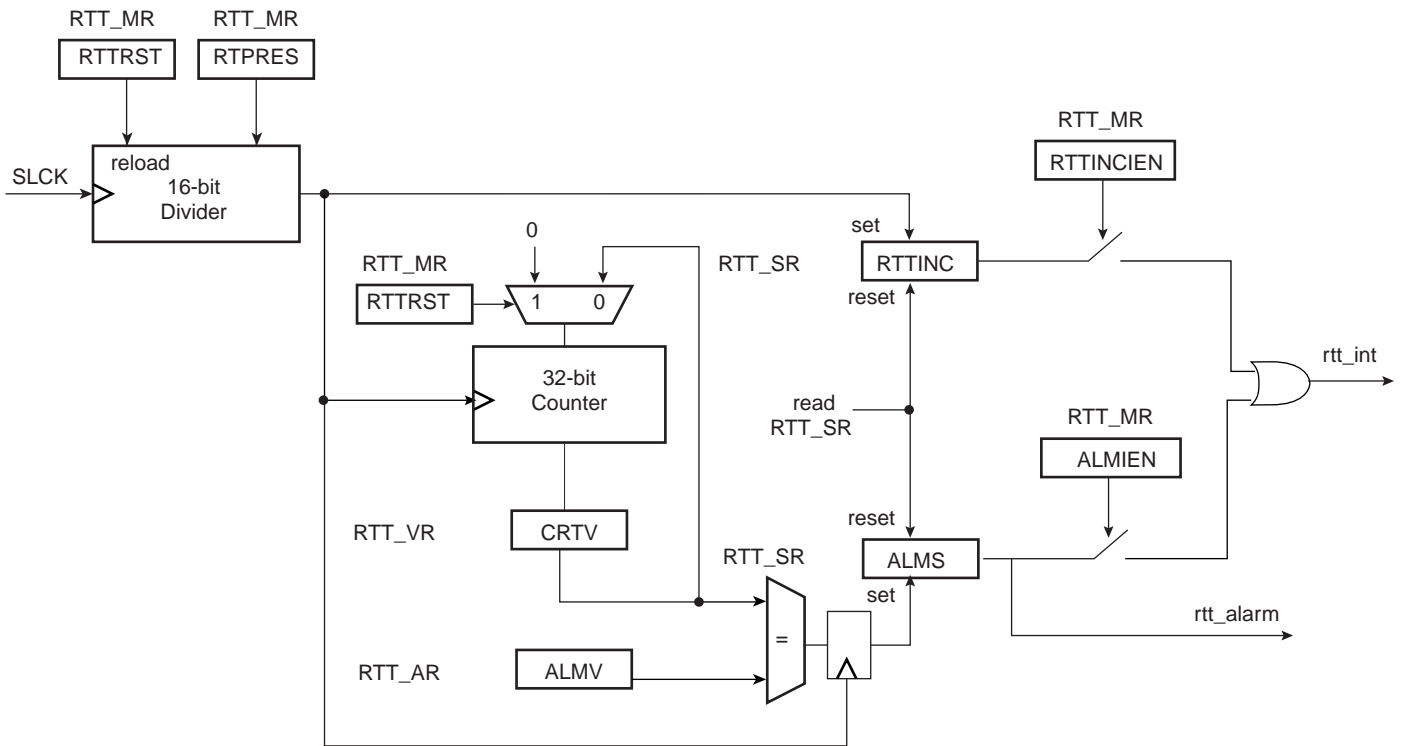 RTT_MR
RTT_MR
RTTRST
RTPRES
reload
16-bit
Divider
SLCK
RTT_MR
RTTINCIEN
0
set
RTT_MR
RTT_SR
RTTINC
RTTRST
1
0
reset
32-bit
Counter
rtt_int
read
RTT_SR
RTT_MR
ALMIEN
reset
RTT_VR
CRTV
RTT_SR
ALMS
set
rtt_alarm
=
RTT_AR
ALMV